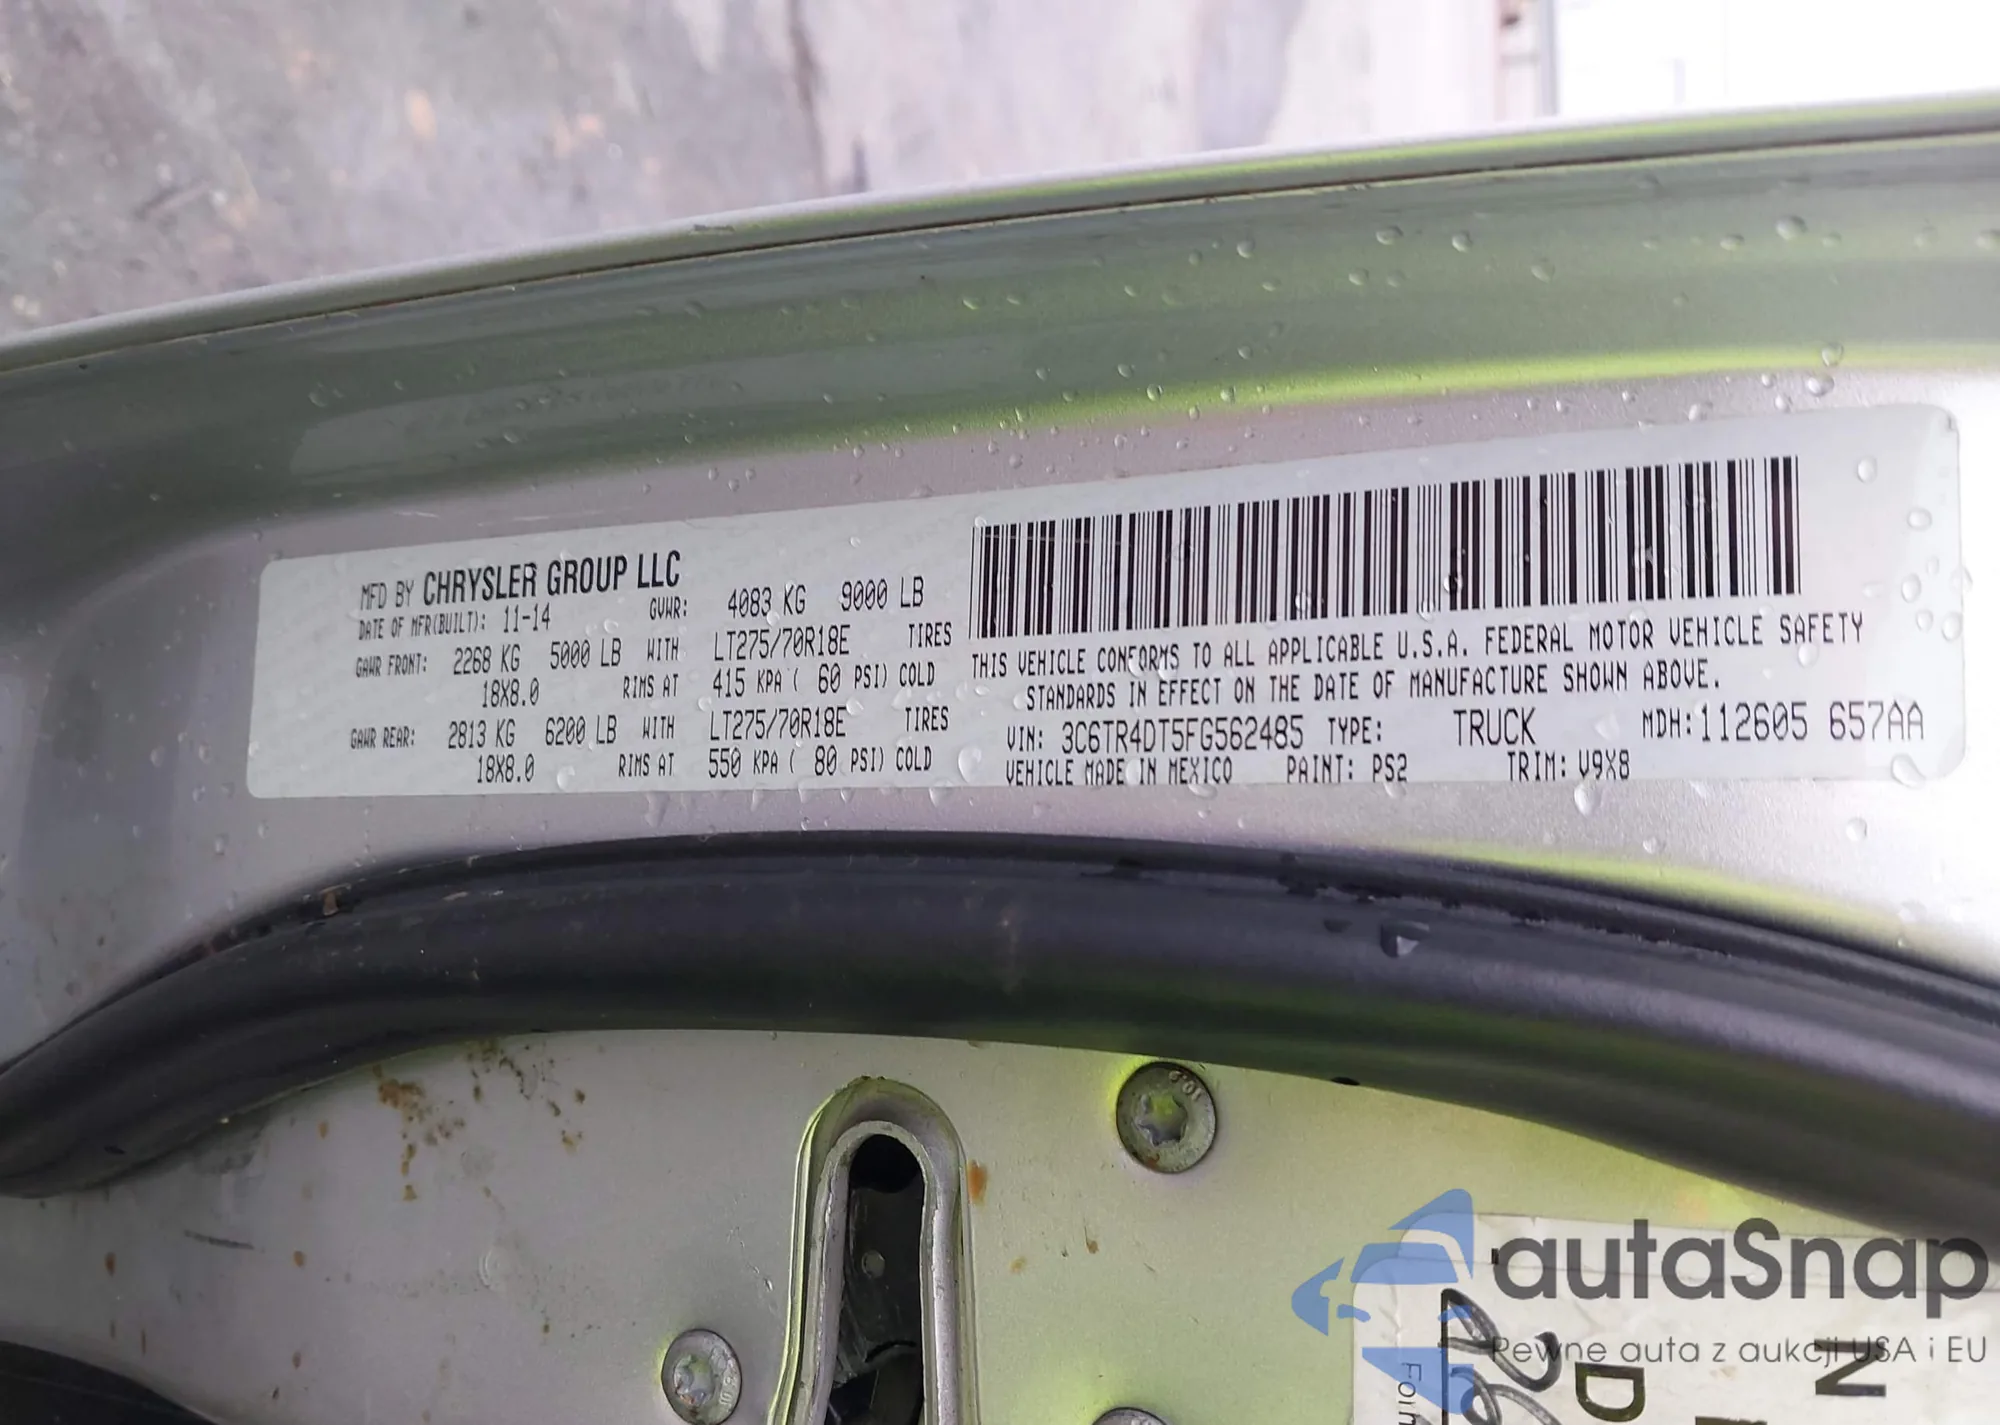 MFD BY CHRYSLER GROUP LLC
DATE OF MFR(BUILT): 11-14 GVWR: 4083 KG 9000 LB
GAWR FRONT: 2268 KG 5000 LB WITH LT275/70R18E TIRES
18X8.0 RIMS AT 415 KPA ( 60 PSI) COLD
GAWR REAR: 2813 KG 6200 LB WITH LT275/70R18E TIRES
18X8.0 RIMS AT 550 KPA ( 80 PSI) COLD
THIS VEHICLE CONFORMS TO ALL APPLICABLE U.S.A. FEDERAL MOTOR VEHICLE SAFETY
STANDARDS IN EFFECT ON THE DATE OF MANUFACTURE SHOWN ABOVE.
VIN: 3C6TR4DT5FG562485 TYPE: TRUCK MDH: 112605 657AA
VEHICLE MADE IN MEXICO PAINT: PS2 TRIM: V9X8
10.9
autaSnap
Pewne auta z aukcji USA i EU